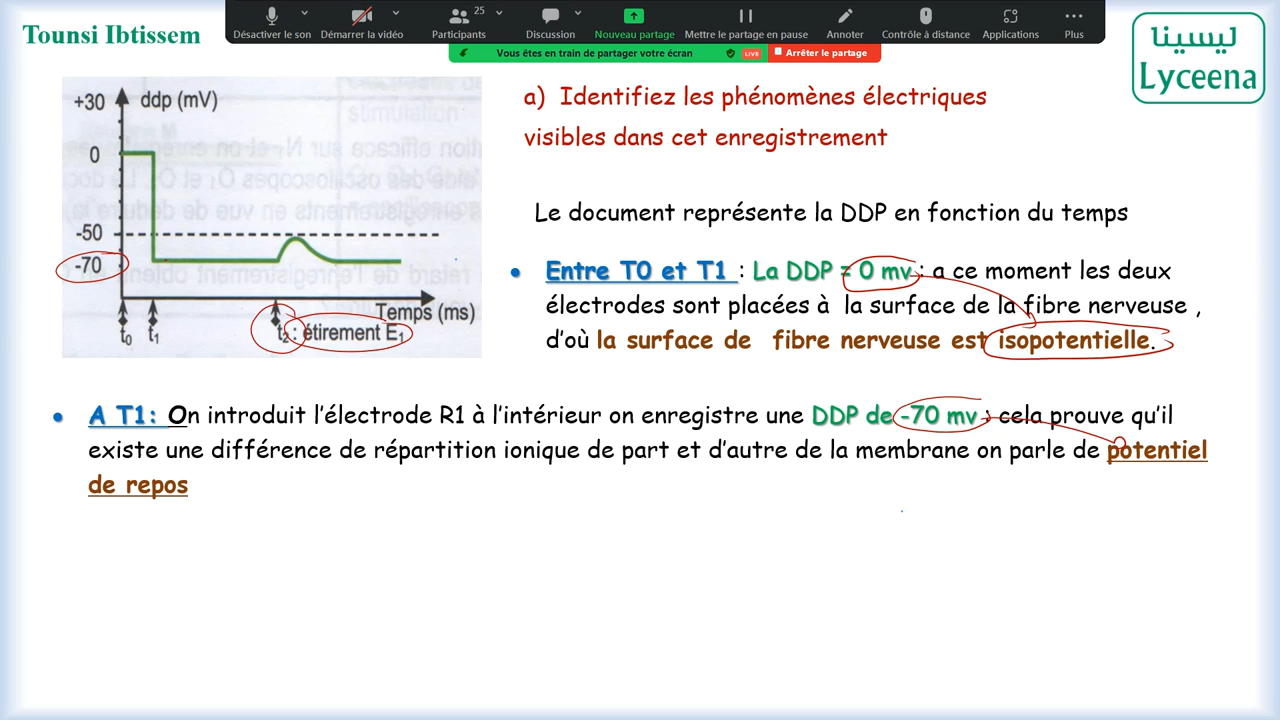 Tounsi Ibtissem
Désactiver le son
Démarrer la vidéo
Participants
25
Discussion
Nouveau partage
Mettre le partage en pause
Annoter
Contrôle à distance
Applications
Plus
Vous êtes en train de partager votre écran
LIVE
Arrêter le partage
ليسينا
Lyceena
+30
ddp (mV)
0
-50
-70
Temps (ms)
t0
t1
t2 : étirement E1
a) Identifiez les phénomènes électriques
visibles dans cet enregistrement
Le document représente la DDP en fonction du temps
• Entre T0 et T1 : La DDP = 0 mv : a ce moment les deux
électrodes sont placées à la surface de la fibre nerveuse ,
d’où la surface de fibre nerveuse est isopotentielle.
• A T1: On introduit l’électrode R1 à l’intérieur on enregistre une DDP de -70 mv : cela prouve qu’il
existe une différence de répartition ionique de part et d’autre de la membrane on parle de potentiel
de repos